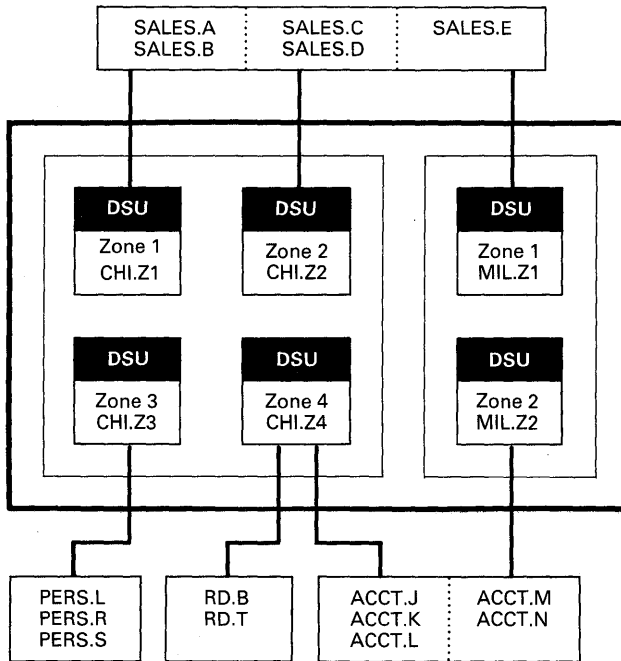 SALES.A
SALES.B
SALES.C
SALES.D
SALES.E
DSU
Zone 1
CHI.Z1
DSU
Zone 2
CHI.Z2
DSU
Zone 1
MIL.Z1
DSU
Zone 3
CHI.Z3
DSU
Zone 4
CHI.Z4
DSU
Zone 2
MIL.Z2
PERS.L
PERS.R
PERS.S
RD.B
RD.T
ACCT.J
ACCT.K
ACCT.L
ACCT.M
ACCT.N